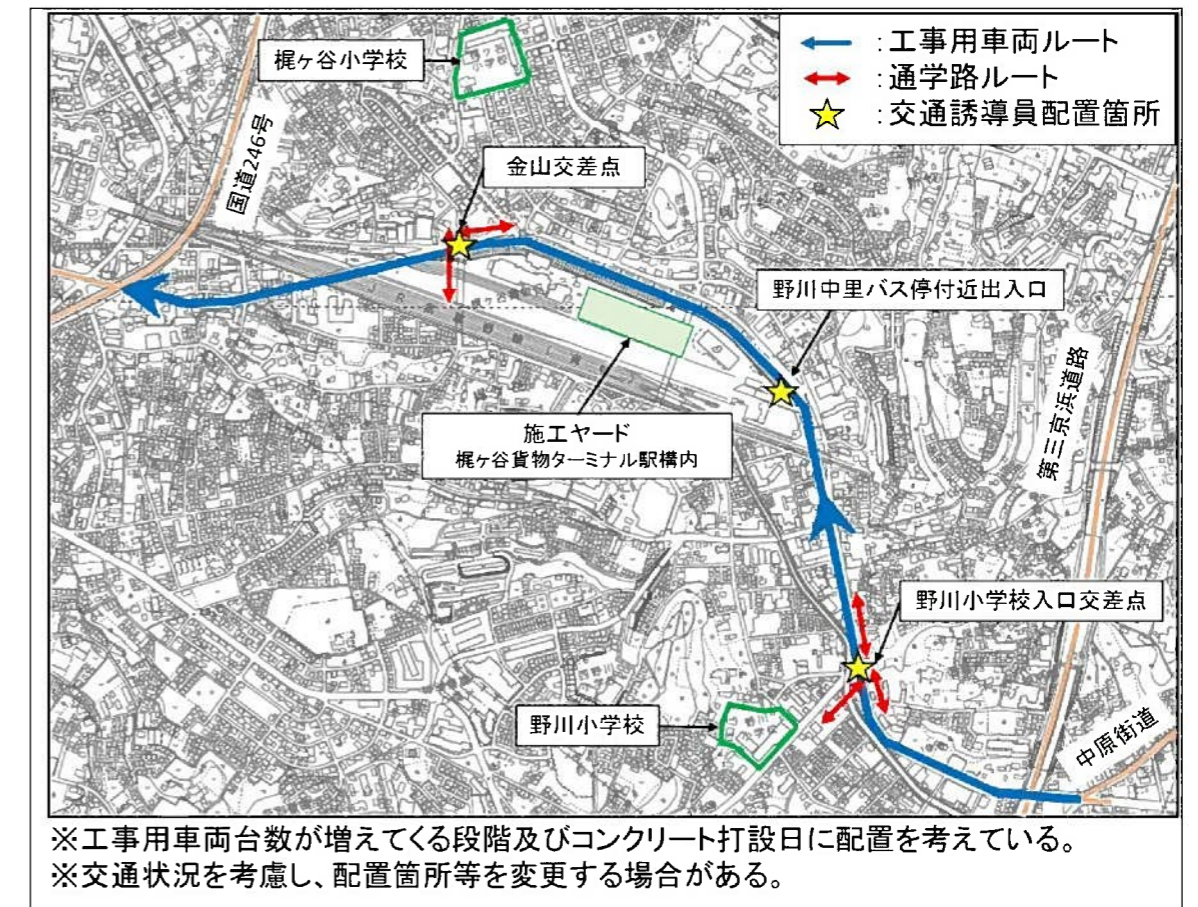 ←：工事用車両ルート
↔：通学路ルート
☆：交通誘導員配置箇所
梶ヶ谷小学校
国道246号
金山交差点
野川中里バス停付近出入口
第三京浜道路
施工ヤード
梶ヶ谷貨物ターミナル駅構内
野川小学校入口交差点
野川小学校
中原街道
※工事用車両台数が増えてくる段階及びコンクリート打設日に配置を考えている。
※交通状況を考慮し、配置箇所等を変更する場合がある。